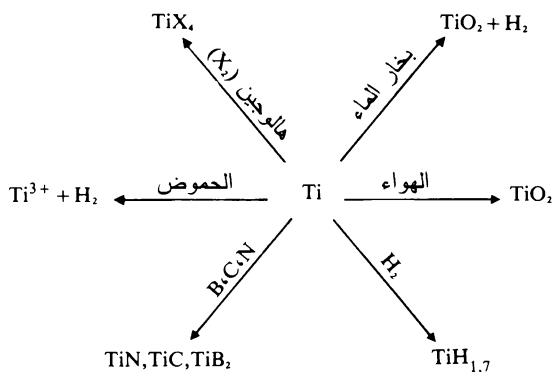 TiX₄
TiO₂ + H₂
هالوجين (X₂)
بخار الماء
Ti³⁺ + H₂
الحموض
Ti
الهواء
TiO₂
B،C،N
H₂
TiN,TiC,TiB₂
TiH₁,₇